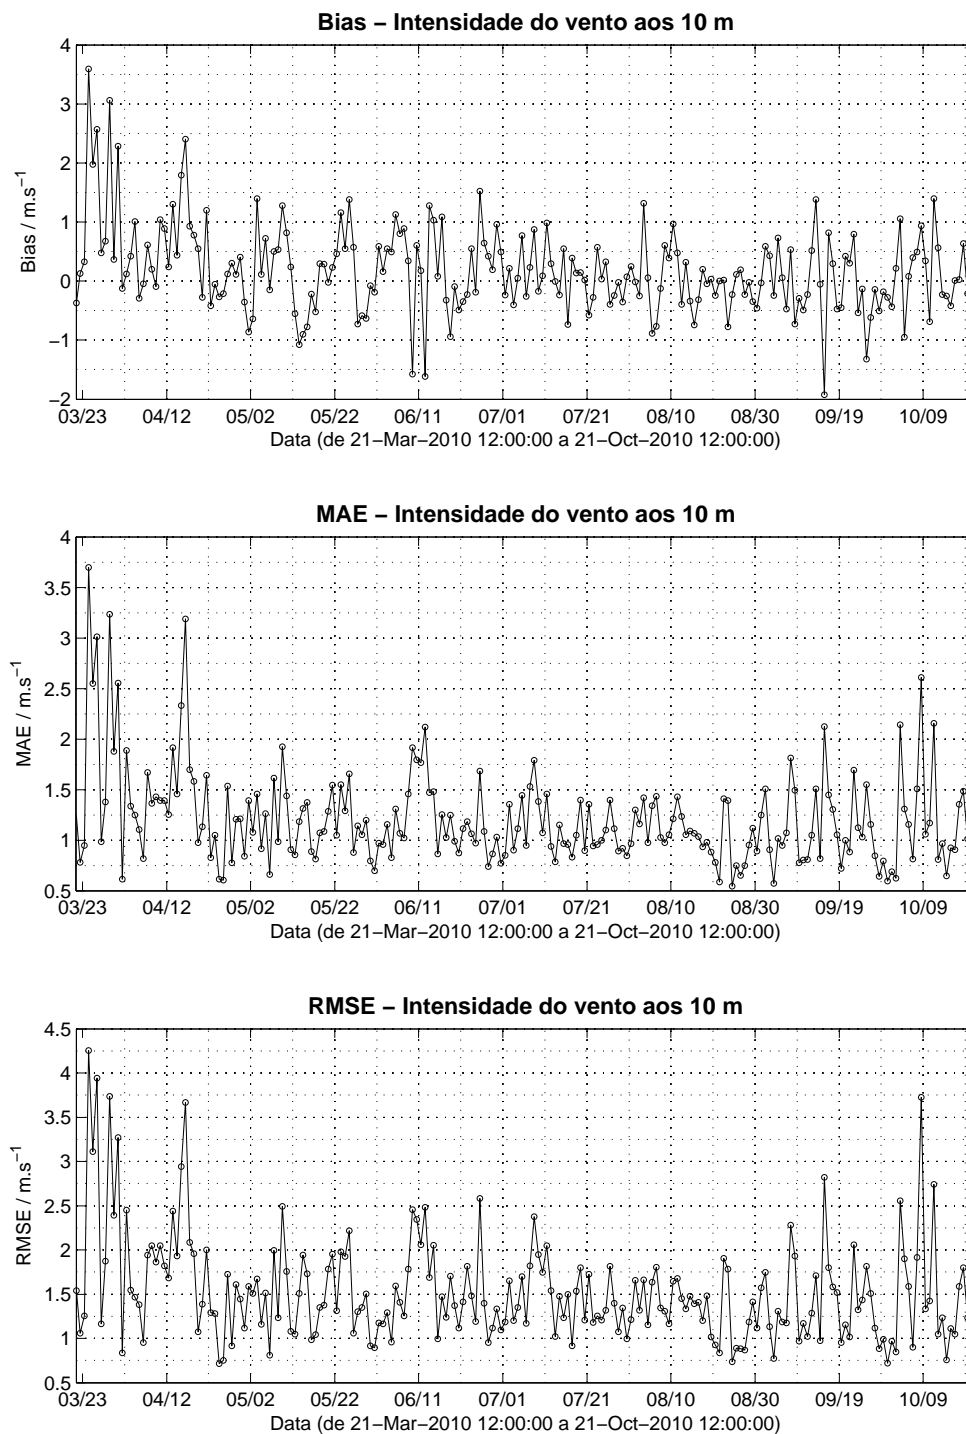 Bias – Intensidade do vento aos 10 m
4
3
2
1
0
−1
−2
Bias / m.s⁻¹
03/23 04/12 05/02 05/22 06/11 07/01 07/21 08/10 08/30 09/19 10/09
Data (de 21−Mar−2010 12:00:00 a 21−Oct−2010 12:00:00)
MAE – Intensidade do vento aos 10 m
4
3.5
3
2.5
2
1.5
1
0.5
MAE / m.s⁻¹
03/23 04/12 05/02 05/22 06/11 07/01 07/21 08/10 08/30 09/19 10/09
Data (de 21−Mar−2010 12:00:00 a 21−Oct−2010 12:00:00)
RMSE – Intensidade do vento aos 10 m
4.5
4
3.5
3
2.5
2
1.5
1
0.5
RMSE / m.s⁻¹
03/23 04/12 05/02 05/22 06/11 07/01 07/21 08/10 08/30 09/19 10/09
Data (de 21−Mar−2010 12:00:00 a 21−Oct−2010 12:00:00)